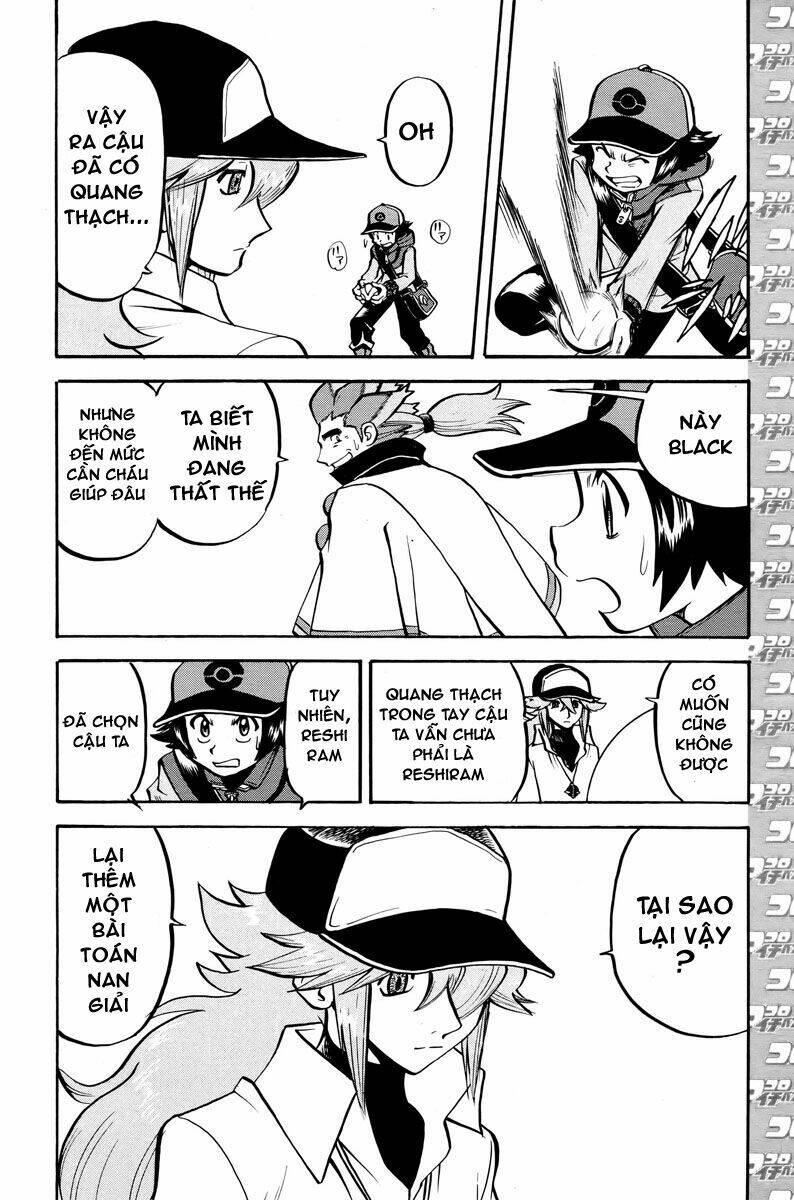 OH
VẬY
RA CẬU
ĐÃ CÓ
QUANG
THẠCH...
NÀY
BLACK
TA BIẾT
MÌNH
ĐANG
THẤT THẾ
NHƯNG
KHÔNG
ĐẾN MỨC
CẦN CHÁU
GIÚP ĐÂU
CÓ
MUỐN
CŨNG
KHÔNG
ĐƯỢC
QUANG THẠCH
TRONG TAY CẬU
TA VẪN CHƯA
PHẢI LÀ
RESHIRAM
TUY
NHIÊN,
RESHI
RAM
ĐÃ CHỌN
CẬU TA
TẠI SAO
LẠI VẬY
?
LẠI
THÊM
MỘT
BÀI
TOÁN
NAN
GIẢI